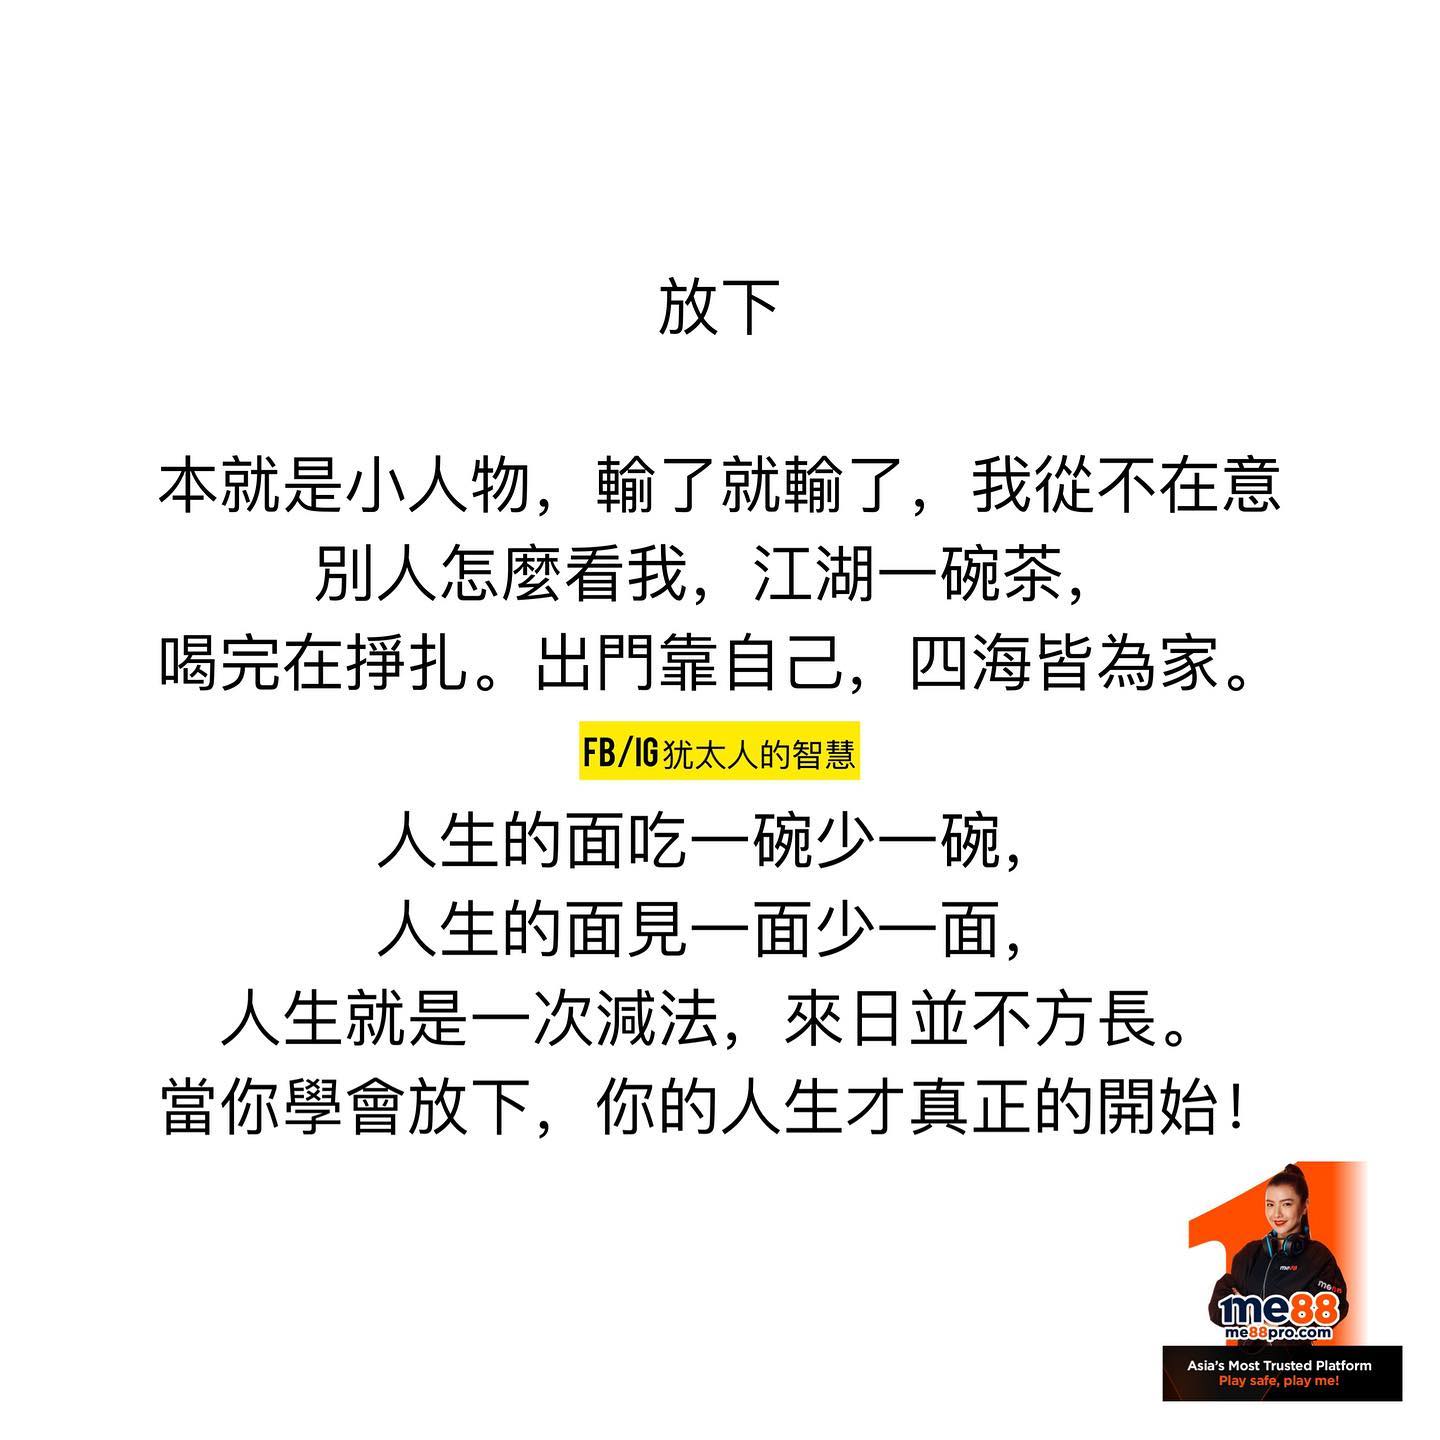 放下
本就是小人物，輸了就輸了，我從不在意
別人怎麼看我，江湖一碗茶，
喝完在掙扎。出門靠自己，四海皆為家。
FB/IG犹太人的智慧
人生的面吃一碗少一碗，
人生的面見一面少一面，
人生就是一次減法，來日並不方長。
當你學會放下，你的人生才真正的開始！
me88
me88
1me88
me88pro.com
Asia's Most Trusted Platform
Play safe, play me!